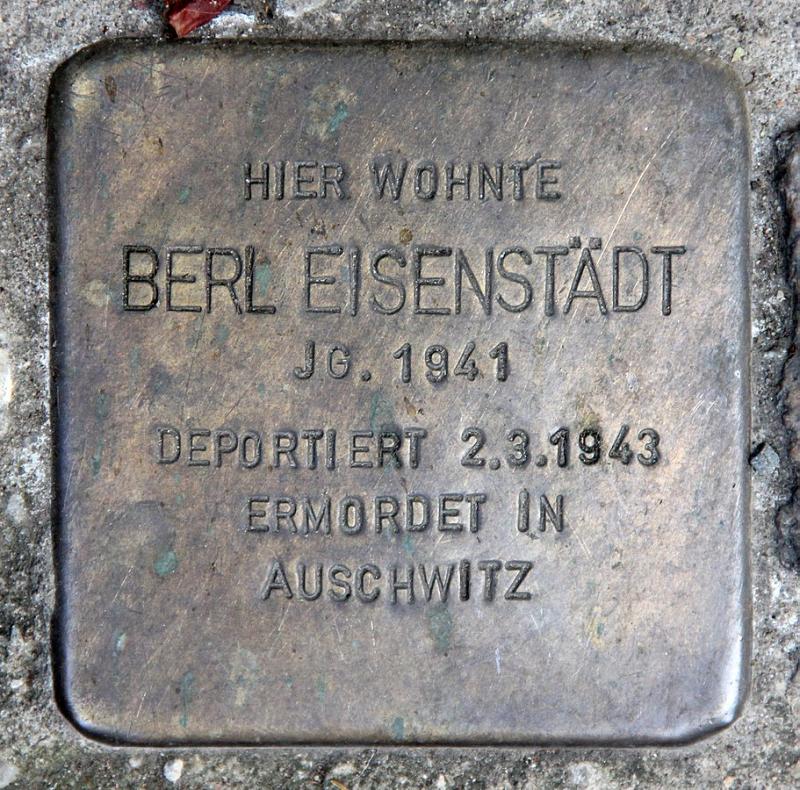 HIER WOHNTE
BERL EISENSTÄDT
JG. 1941
DEPORTIERT 2.3.1943
ERMORDET IN
AUSCHWITZ